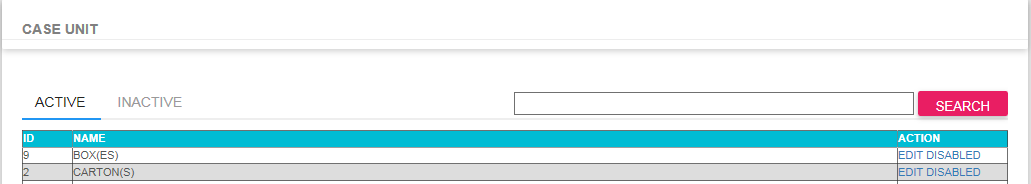 CASE UNIT
ACTIVE INACTIVE SEARCH
ID NAME ACTION
9 BOX(ES) EDIT DISABLED
2 CARTON(S) EDIT DISABLED